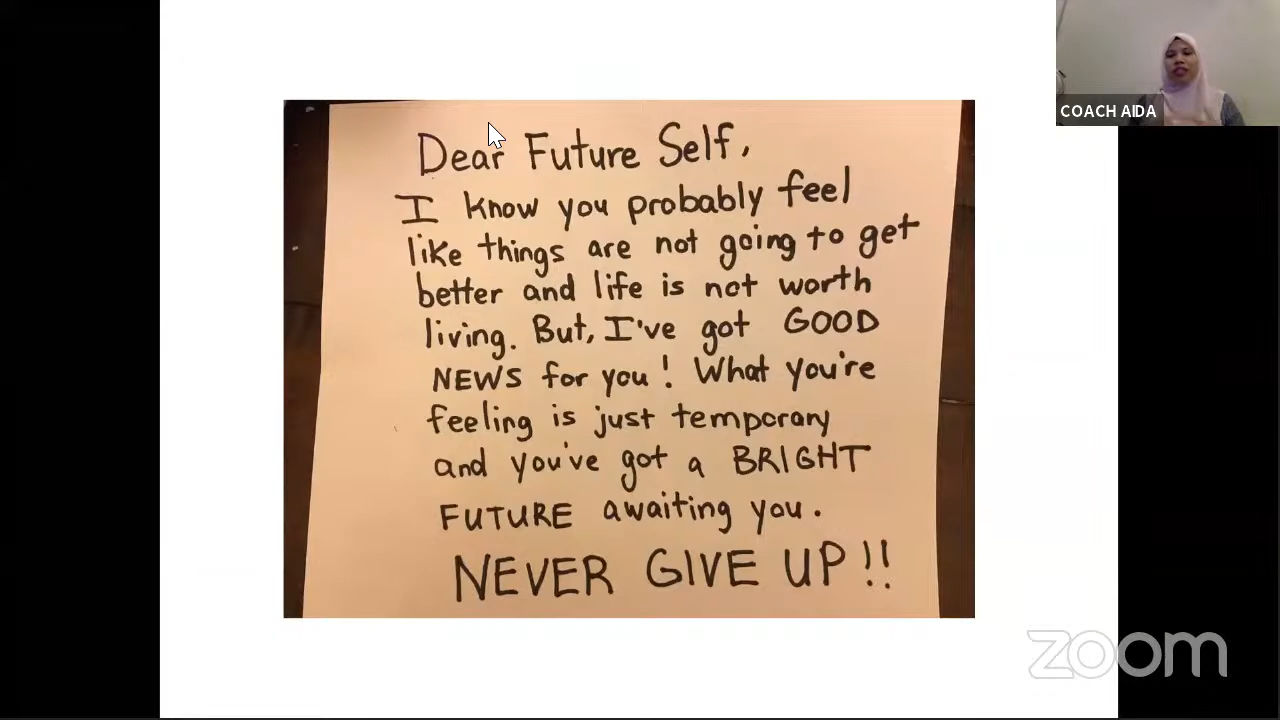 COACH AIDA
Dear Future Self,
I know you probably feel
like things are not going to get
better and life is not worth
living. But, I've got GOOD
NEWS for you! What you're
feeling is just temporary
and you've got a BRIGHT
FUTURE awaiting you.
NEVER GIVE UP!!
zoom